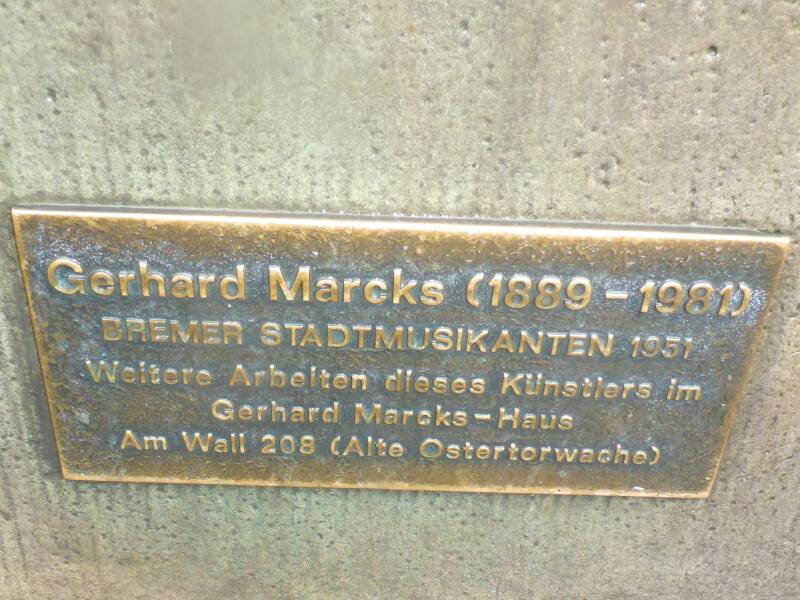 Gerhard Marcks (1889 - 1981)
BREMER STADTMUSIKANTEN 1951
Weitere Arbeiten dieses Künstlers im
Gerhard Marcks-Haus
Am Wall 208 (Alte Ostertorwache)